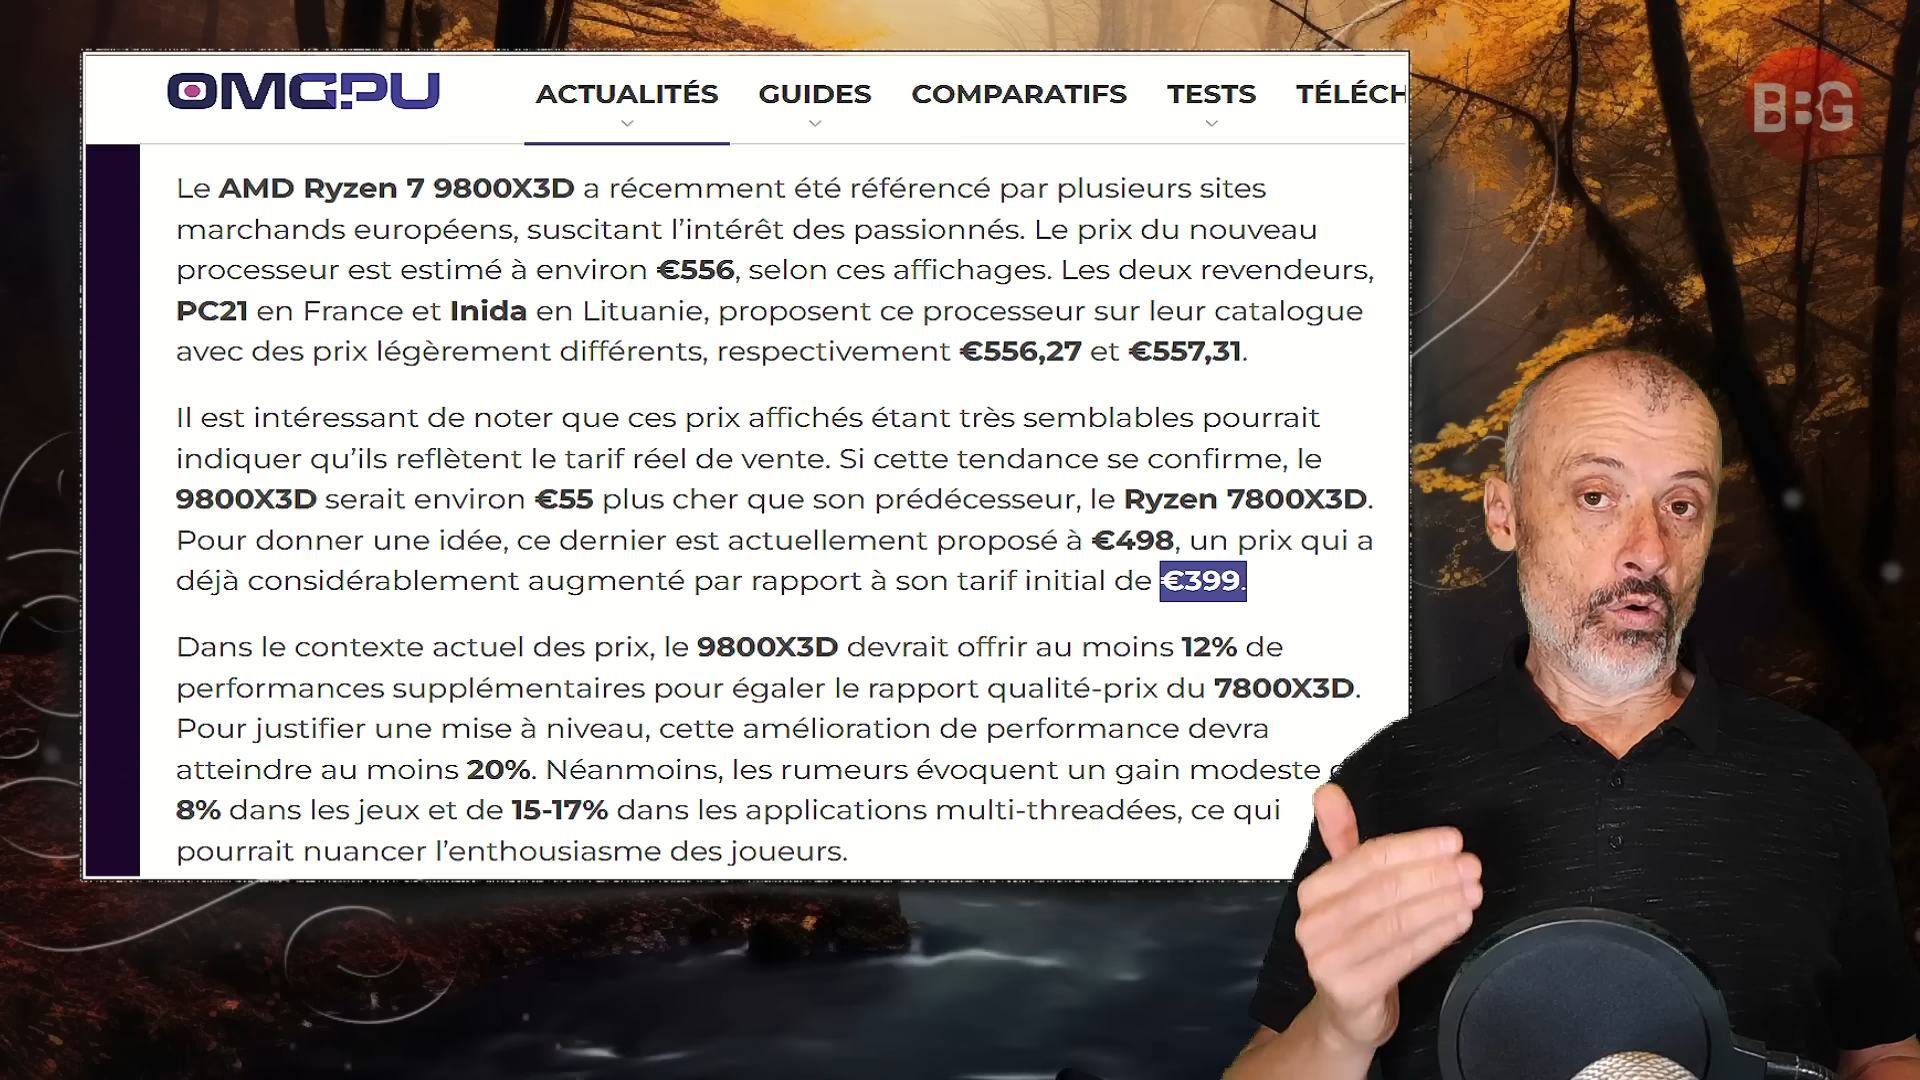 OMGPU
ACTUALITÉS GUIDES COMPARATIFS TESTS TÉLÉCH
BBG
Le AMD Ryzen 7 9800X3D a récemment été référencé par plusieurs sites
marchands européens, suscitant l’intérêt des passionnés. Le prix du nouveau
processeur est estimé à environ €556, selon ces affichages. Les deux revendeurs,
PC21 en France et Inida en Lituanie, proposent ce processeur sur leur catalogue
avec des prix légèrement différents, respectivement €556,27 et €557,31.
Il est intéressant de noter que ces prix affichés étant très semblables pourrait
indiquer qu’ils reflètent le tarif réel de vente. Si cette tendance se confirme, le
9800X3D serait environ €55 plus cher que son prédécesseur, le Ryzen 7800X3D.
Pour donner une idée, ce dernier est actuellement proposé à €498, un prix qui a
déjà considérablement augmenté par rapport à son tarif initial de €399.
Dans le contexte actuel des prix, le 9800X3D devrait offrir au moins 12% de
performances supplémentaires pour égaler le rapport qualité-prix du 7800X3D.
Pour justifier une mise à niveau, cette amélioration de performance devra
atteindre au moins 20%. Néanmoins, les rumeurs évoquent un gain modeste
8% dans les jeux et de 15-17% dans les applications multi-threadées, ce qui
pourrait nuancer l’enthousiasme des joueurs.